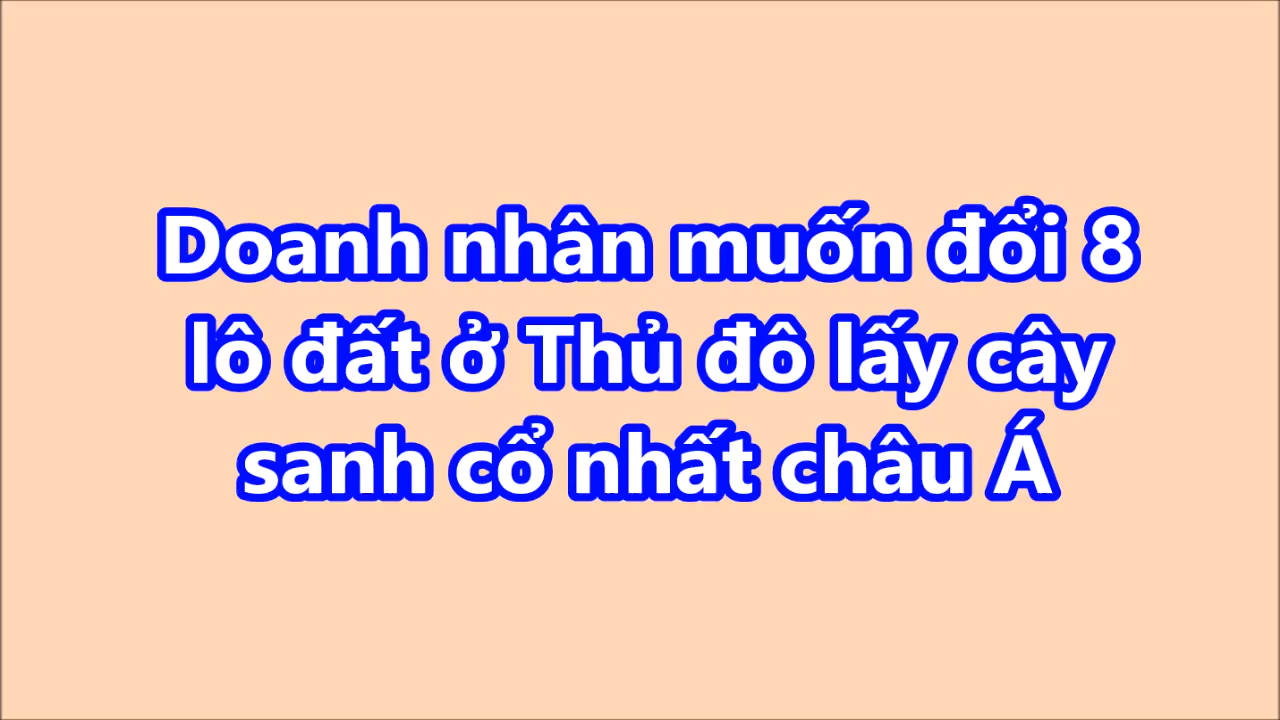 Doanh nhân muốn đổi 8
lô đất ở Thủ đô lấy cây
sanh cổ nhất châu Á